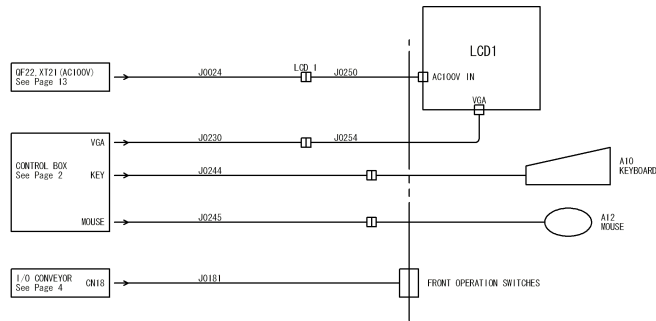 LCD1
QF22, XT21 (AC100V)
See Page 13
J0024
LCD 1
J0250
AC100V IN
VGA
VGA
J0230
J0254
CONTROL BOX
See Page 2
KEY
J0244
A10
KEYBOARD
MOUSE
J0245
A12
MOUSE
I/O CONVEYOR
See Page 4
CN18
J0181
FRONT OPERATION SWITCHES